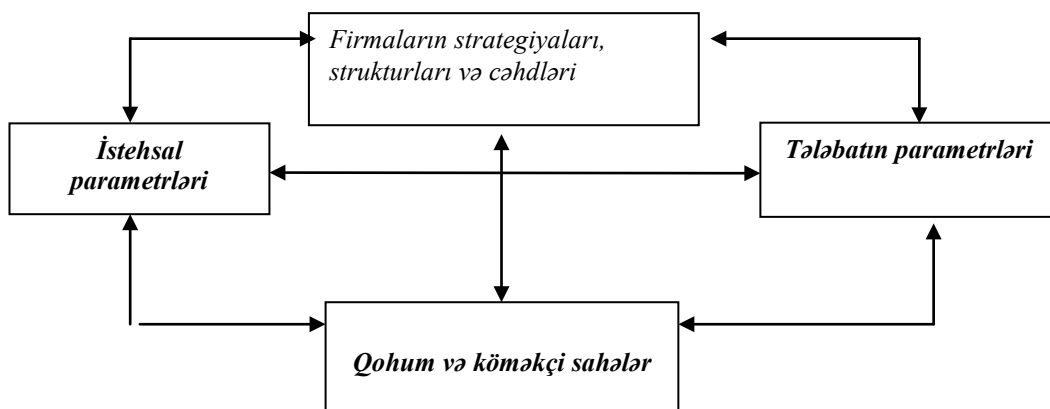 Firmaların strategiyaları,
strukturları və cəhdləri
İstehsal
parametrləri
Tələbatın parametrləri
Qohum və köməkçi sahələr